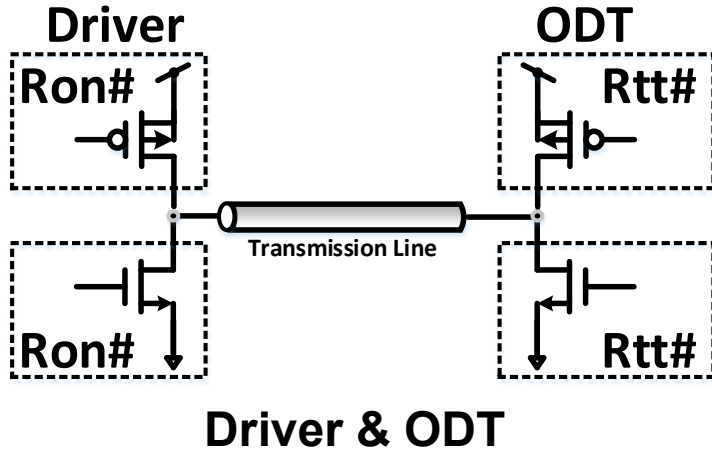 Driver
ODT
Ron#
Rtt#
Transmission Line
Ron#
Rtt#
Driver & ODT